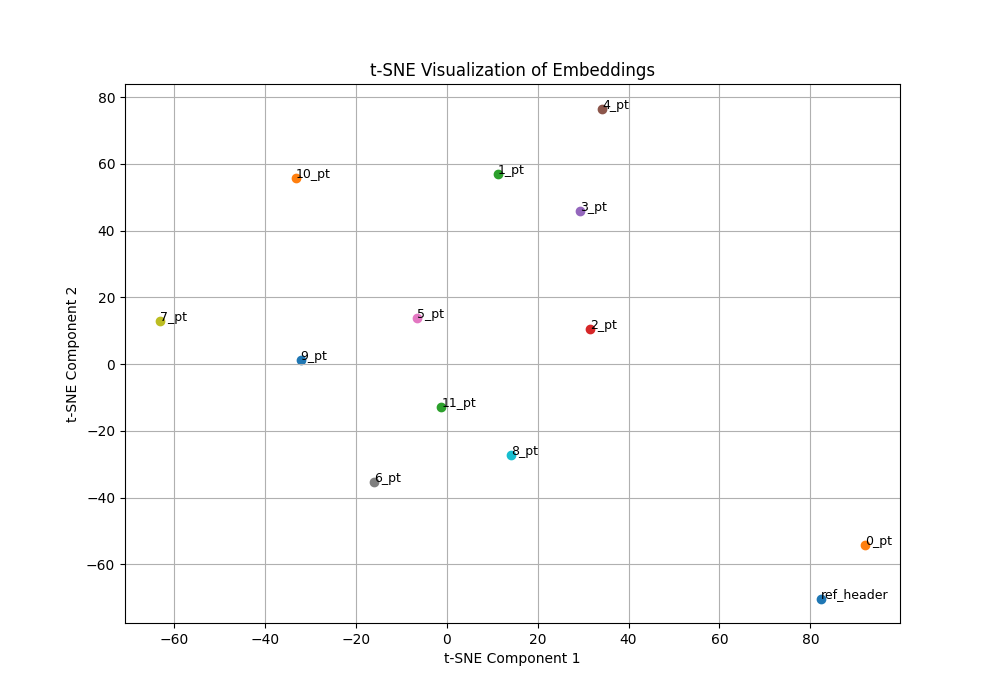 t-SNE Visualization of Embeddings
80
60
40
20
0
−20
−40
−60
t-SNE Component 2
4_pt
10_pt
1_pt
3_pt
7_pt
5_pt
2_pt
9_pt
11_pt
8_pt
6_pt
0_pt
ref_header
−60
−40
−20
0
20
40
60
80
t-SNE Component 1